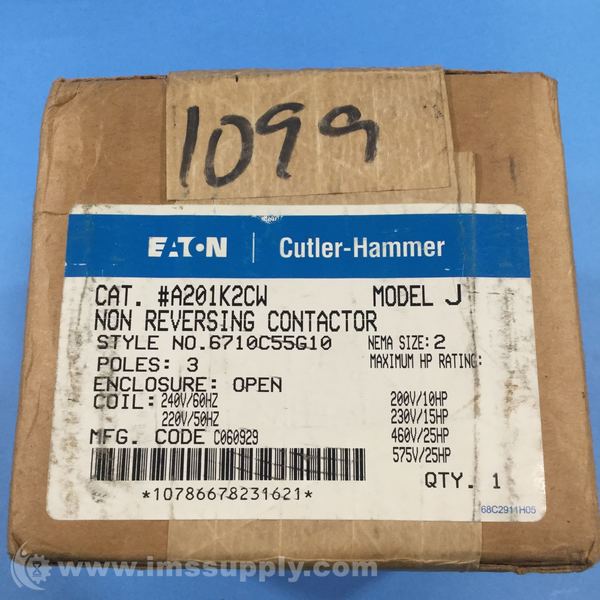 1099
EATON | Cutler-Hammer
CAT. #A201K2CW MODEL J
NON REVERSING CONTACTOR
STYLE NO.6710C55G10 NEMA SIZE:2
POLES: 3 MAXIMUM HP RATING:
ENCLOSURE: OPEN
COIL: 240V/60HZ 200V/10HP
220V/50HZ 230V/15HP
MFG. CODE C060929 460V/25HP
575V/25HP
*10786678231621* QTY. 1
68C2911H05
© www.imssupply.com/